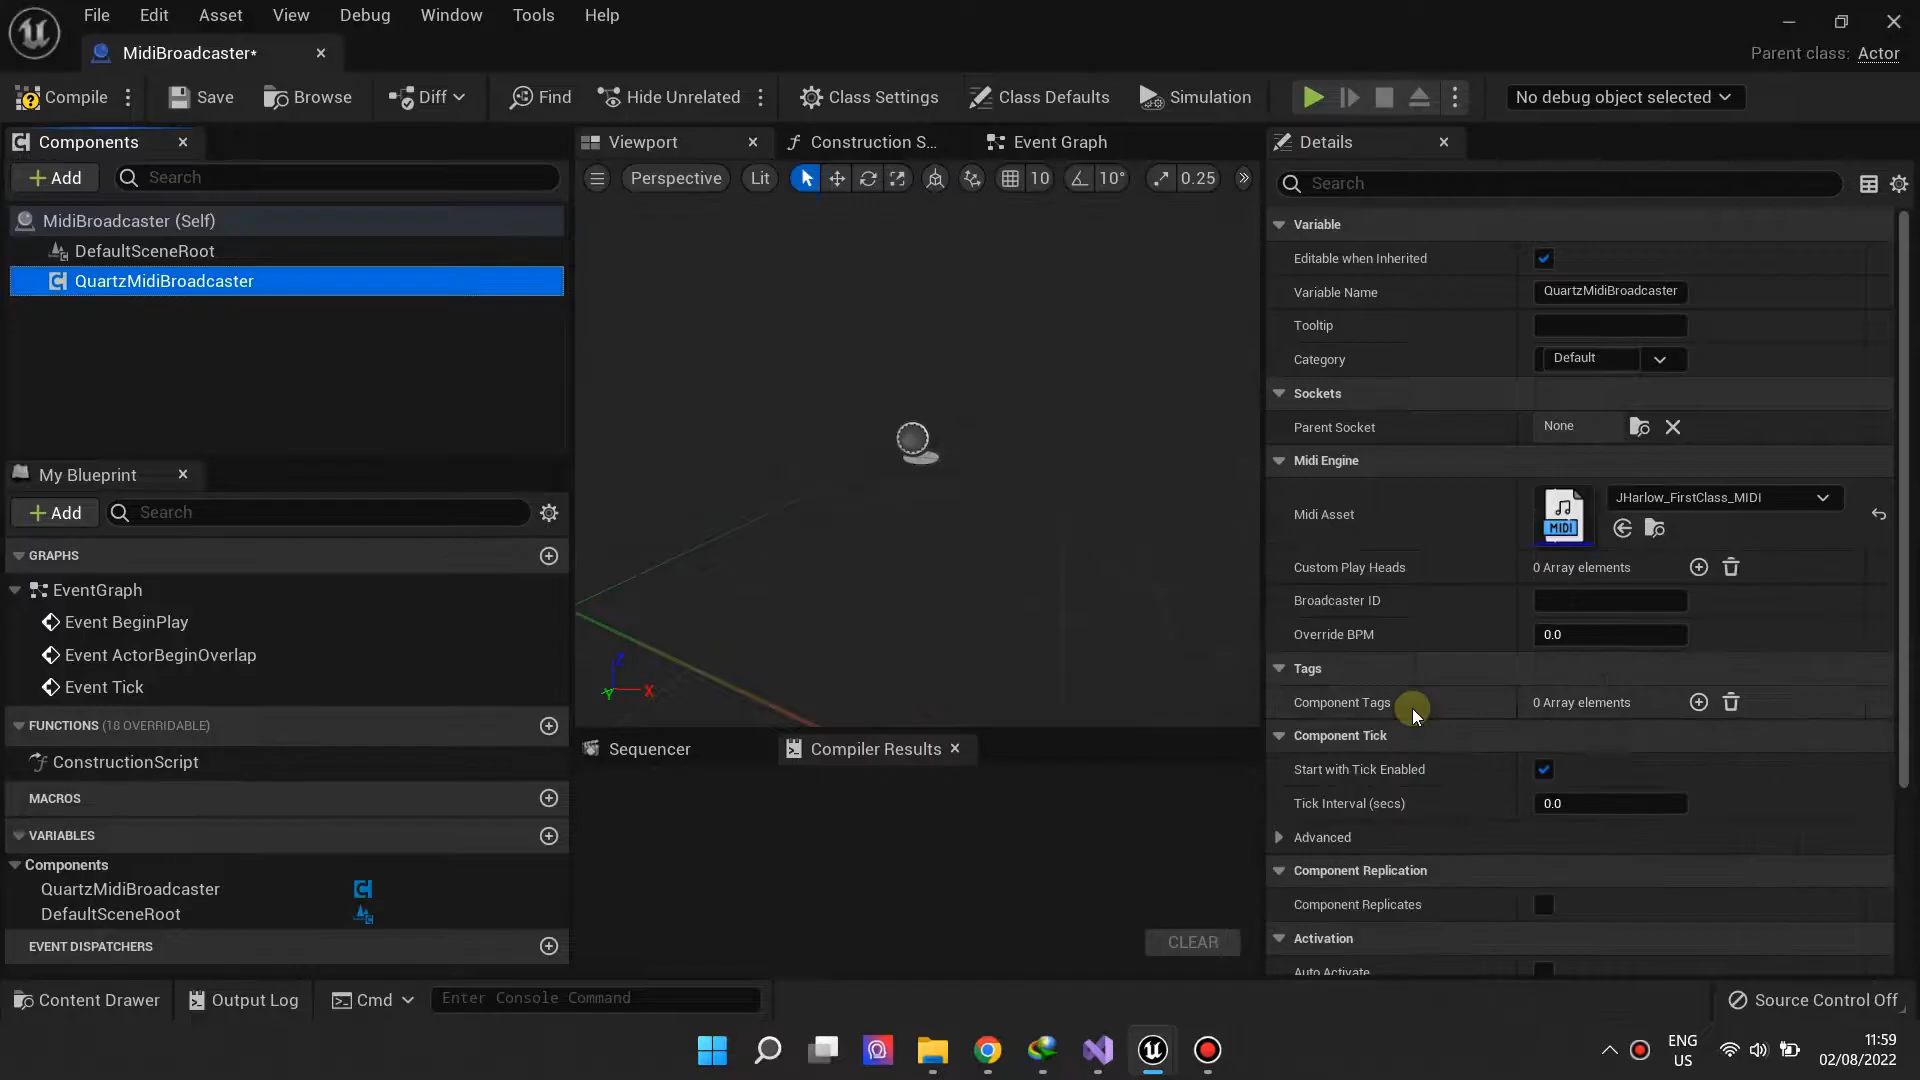 File Edit Asset View Debug Window Tools Help
MidiBroadcaster*
Parent class: Actor
Compile Save Browse Diff Find Hide Unrelated Class Settings Class Defaults Simulation No debug object selected
Components
Add Search
MidiBroadcaster (Self)
DefaultSceneRoot
QuartzMidiBroadcaster
My Blueprint
Add Search
GRAPHS
EventGraph
Event BeginPlay
Event ActorBeginOverlap
Event Tick
FUNCTIONS (18 OVERRIDABLE)
ConstructionScript
MACROS
VARIABLES
Components
QuartzMidiBroadcaster
DefaultSceneRoot
EVENT DISPATCHERS
Viewport Construction S... Event Graph
Perspective Lit 10 10° 0.25
Z
Y X
Sequencer Compiler Results
CLEAR
Details
Search
Variable
Editable when Inherited
Variable Name QuartzMidiBroadcaster
Tooltip
Category Default
Sockets
Parent Socket None
Midi Engine
Midi Asset MIDI JHarlow_FirstClass_MIDI
Custom Play Heads 0 Array elements
Broadcaster ID
Override BPM 0.0
Tags
Component Tags 0 Array elements
Component Tick
Start with Tick Enabled
Tick Interval (secs) 0.0
Advanced
Component Replication
Component Replicates
Activation
Auto Activate
Content Drawer Output Log Cmd Enter Console Command Source Control Off
ENG
US
11:59
02/08/2022